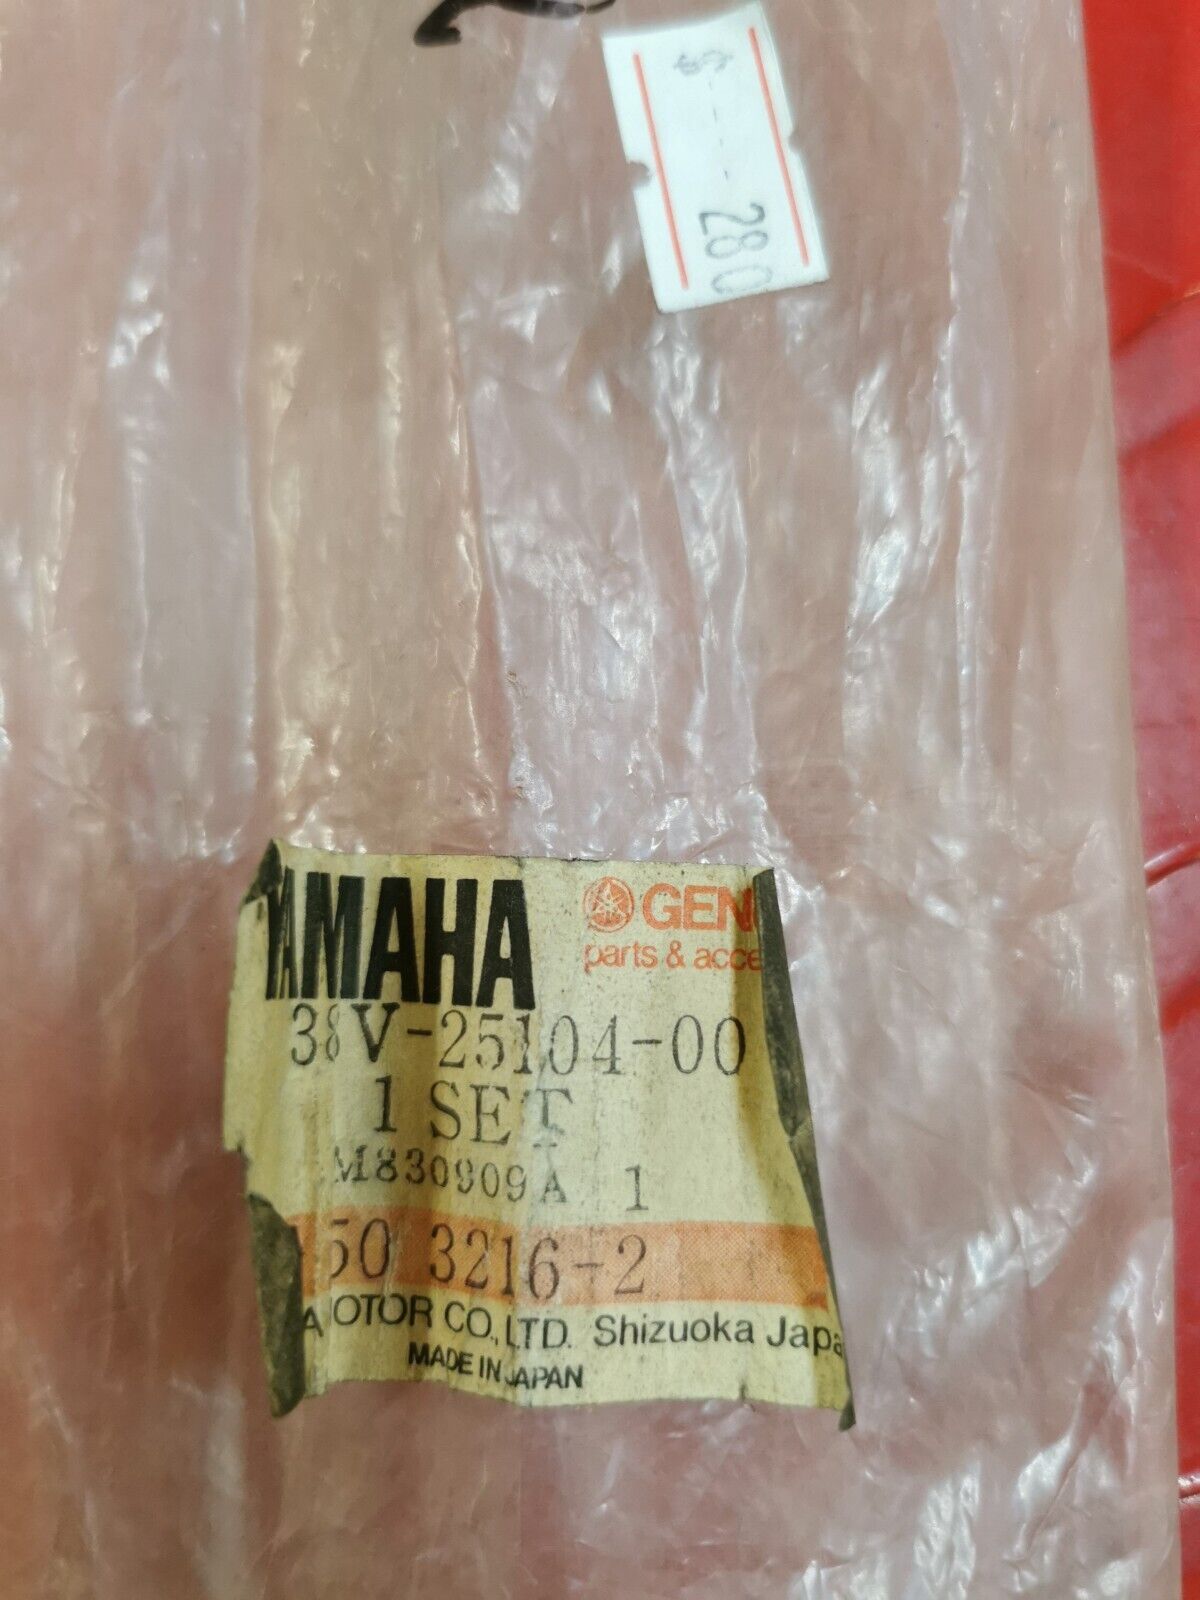 $ -- 280
YAMAHA GEN
parts & acce
38V-25104-00
1 SET
M830909A 1
50 3216-2
A OTOR CO., LTD. Shizuoka Japa
MADE IN JAPAN